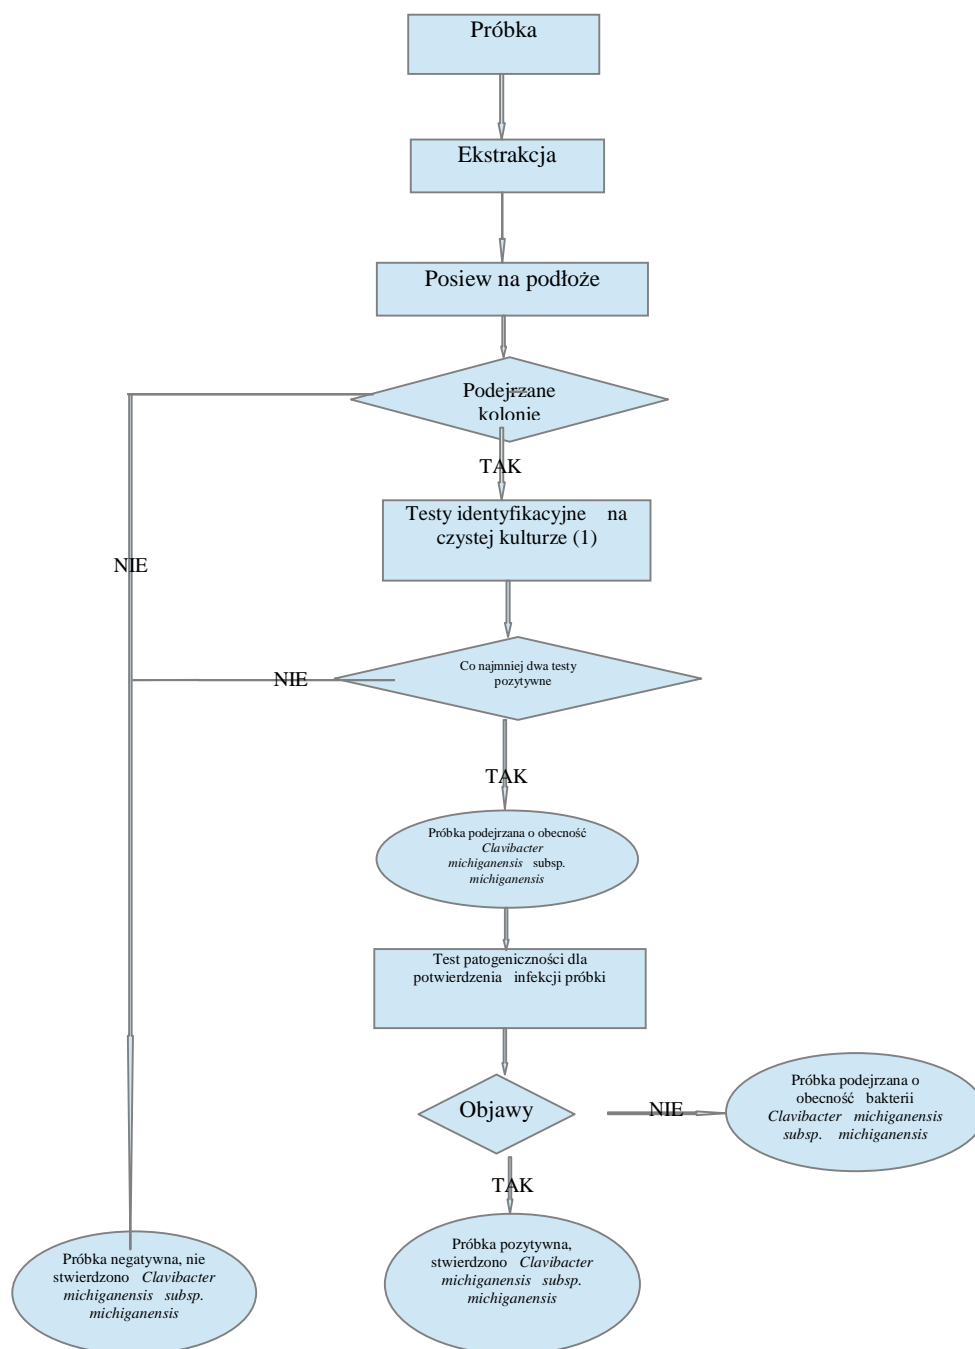 Próbka
Ekstrakcja
Posiew na podłoże
Podejrzane
kolonie
TAK
Testy identyfikacyjne na
czystej kulturze (1)
NIE
Co najmniej dwa testy
pozytywne
NIE
TAK
Próbka podejrzana o obecność
Clavibacter
michiganensis subsp.
michiganensis
Test patogeniczności dla
potwierdzenia infekcji próbki
Objawy
NIE
Próbka podejrzana o
obecność bakterii
Clavibacter michiganensis
subsp. michiganensis
TAK
Próbka negatywna, nie
stwierdzono Clavibacter
michiganensis subsp.
michiganensis
Próbka pozytywna,
stwierdzono Clavibacter
michiganensis subsp.
michiganensis